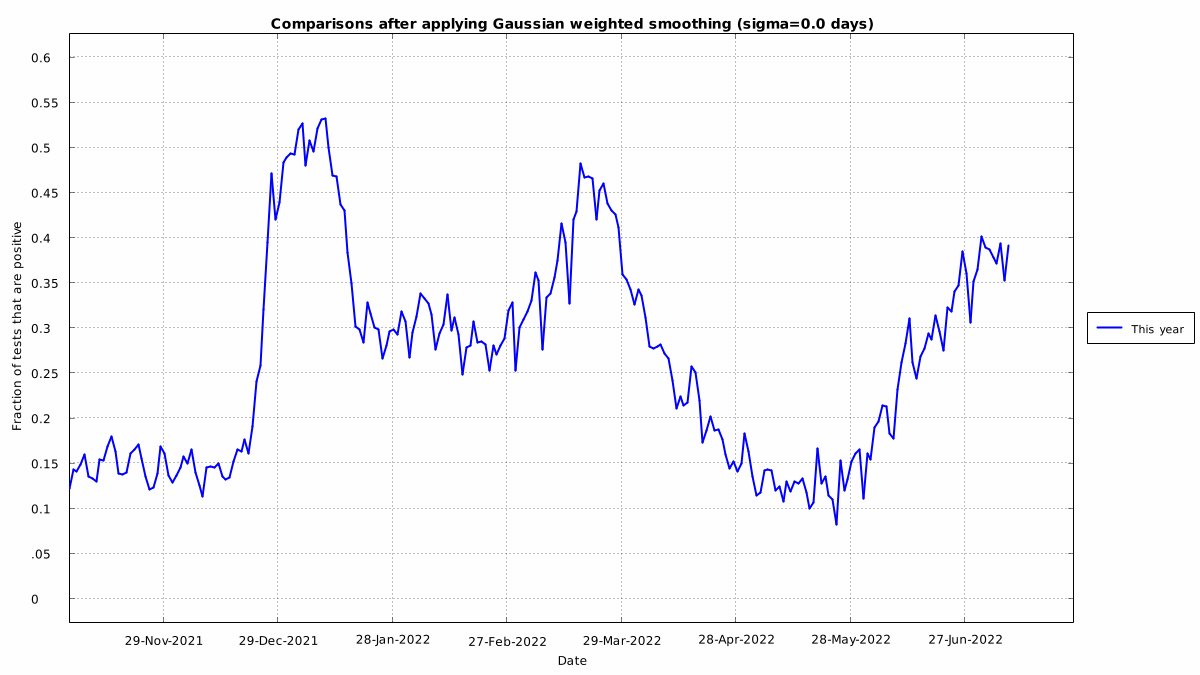 Comparisons after applying Gaussian weighted smoothing (sigma=0.0 days)
0.6
0.55
0.5
0.45
0.4
0.35
0.3
0.25
0.2
0.15
0.1
.05
0
Fraction of tests that are positive
29-Nov-2021 29-Dec-2021 28-Jan-2022 27-Feb-2022 29-Mar-2022 28-Apr-2022 28-May-2022 27-Jun-2022
Date
This year